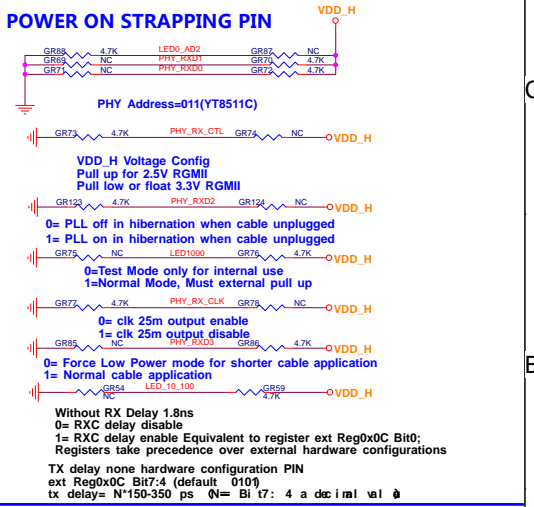 VDD_H
POWER ON STRAPPING PIN
GR88 4.7K LED0_AD2 GR87 NC
GR69 NC PHY_RXD1 GR70 4.7K
GR71 NC PHY_RXD0 GR72 4.7K
PHY Address=011(YT8511C)
GR73 4.7K PHY_RX_CTL GR74 NC VDD_H
VDD_H Voltage Config
Pull up for 2.5V RGMII
Pull low or float 3.3V RGMII
GR123 4.7K PHY_RXD2 GR124 NC VDD_H
0= PLL off in hibernation when cable unplugged
1= PLL on in hibernation when cable unplugged
GR75 NC LED1000 GR76 4.7K VDD_H
0=Test Mode only for internal use
1=Normal Mode, Must external pull up
GR77 4.7K PHY_RX_CLK GR78 NC VDD_H
0= clk 25m output enable
1= clk 25m output disable
GR85 NC PHY_RXD3 GR86 4.7K VDD_H
0= Force Low Power mode for shorter cable application
1= Normal cable application
GR54 NC LED_10_100 GR59 4.7K VDD_H
Without RX Delay 1.8ns
0= RXC delay disable
1= RXC delay enable Equivalent to register ext Reg0x0C Bit0;
Registers take precedence over external hardware configurations
TX delay none hardware configuration PIN
ext Reg0x0C Bit7:4 (default 0101)
tx delay= N*150-350 ps (N= Bit7: 4 a decimal